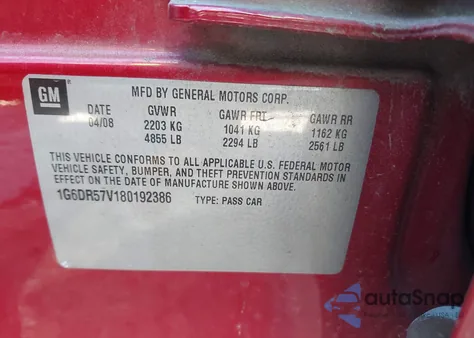 GM
MFD BY GENERAL MOTORS CORP.
DATE GVWR GAWR FRT GAWR RR
04/08 2203 KG 1041 KG 1162 KG
4855 LB 2294 LB 2561 LB
THIS VEHICLE CONFORMS TO ALL APPLICABLE U.S. FEDERAL MOTOR
VEHICLE SAFETY, BUMPER, AND THEFT PREVENTION STANDARDS IN
EFFECT ON THE DATE OF MANUFACTURE SHOWN ABOVE.
1G6DR57V180192386 TYPE: PASS CAR
autoSnap